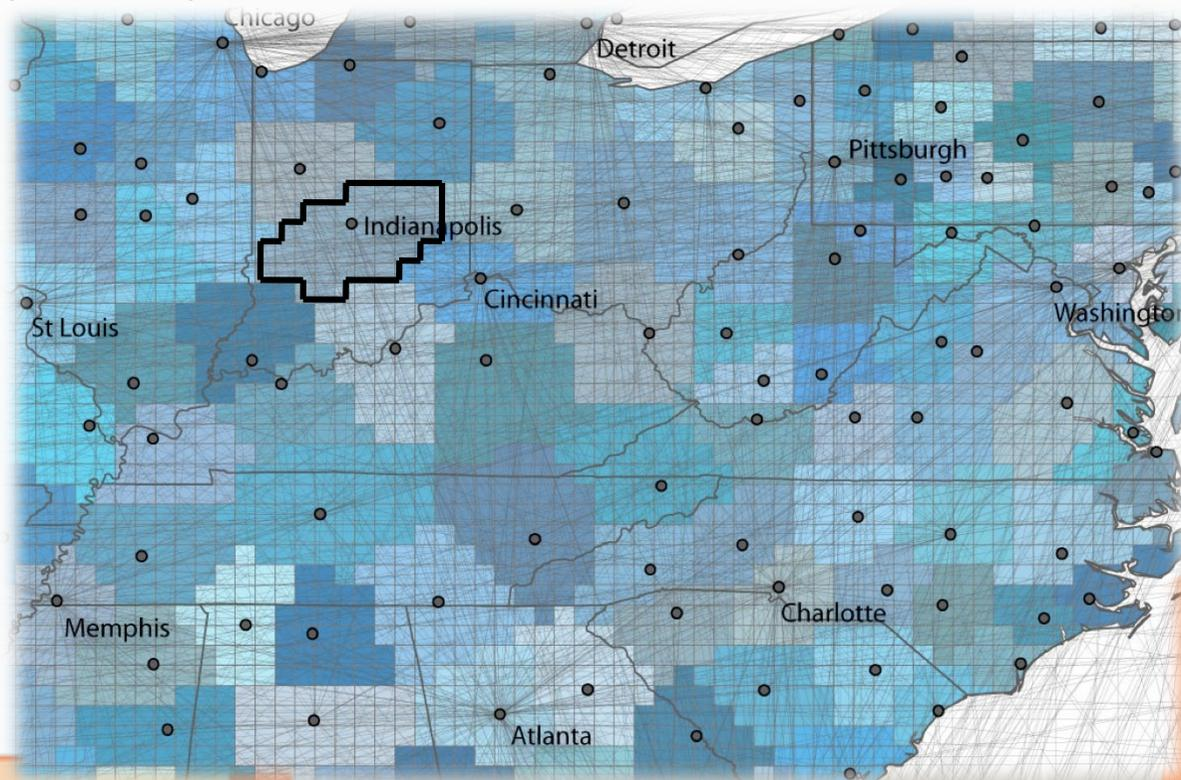 Chicago
Detroit
Pittsburgh
Indianapolis
Cincinnati
St Louis
Washington
Memphis
Charlotte
Atlanta